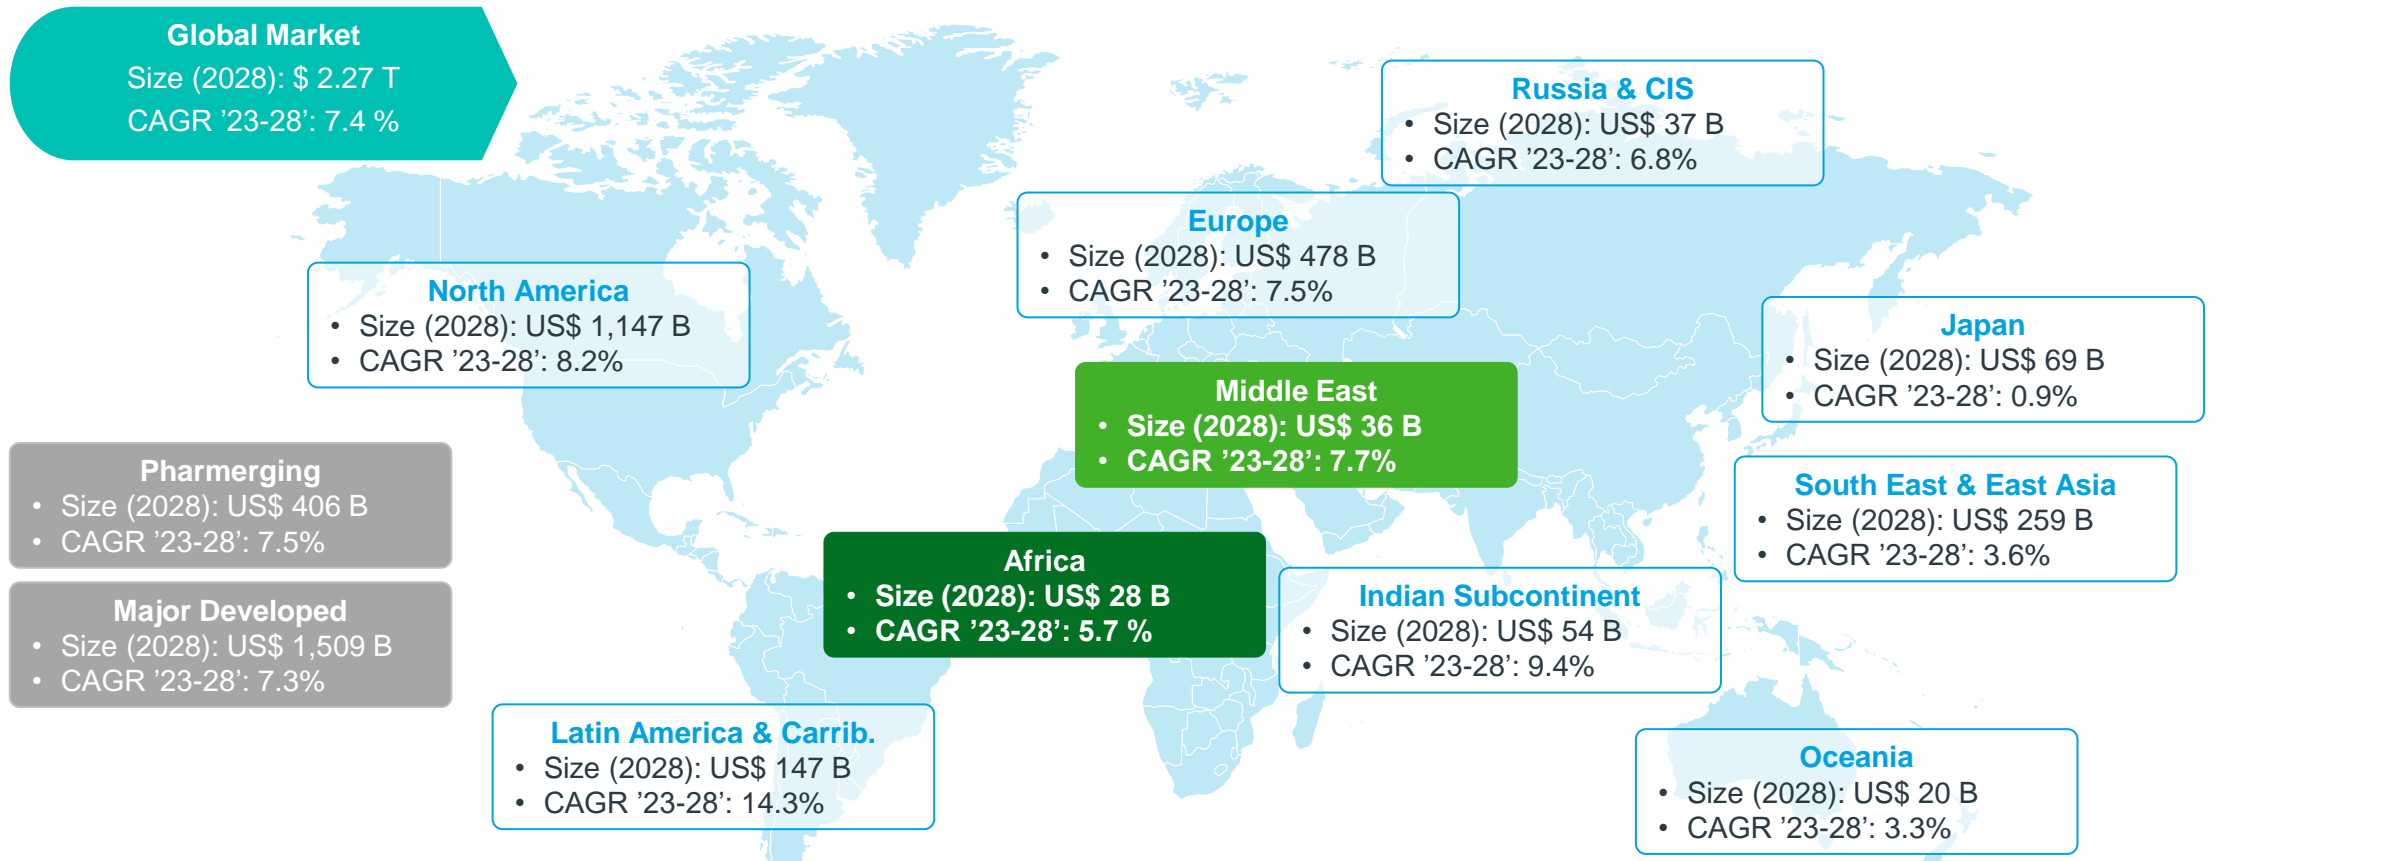 Global Market
Size (2028): $ 2.27 T
CAGR ’23-28’: 7.4 %
Russia & CIS
• Size (2028): US$ 37 B
• CAGR ’23-28’: 6.8%
Europe
• Size (2028): US$ 478 B
• CAGR ’23-28’: 7.5%
North America
• Size (2028): US$ 1,147 B
• CAGR ’23-28’: 8.2%
Japan
• Size (2028): US$ 69 B
• CAGR ’23-28’: 0.9%
Middle East
• Size (2028): US$ 36 B
• CAGR ’23-28’: 7.7%
Pharmerging
• Size (2028): US$ 406 B
• CAGR ’23-28’: 7.5%
South East & East Asia
• Size (2028): US$ 259 B
• CAGR ’23-28’: 3.6%
Africa
• Size (2028): US$ 28 B
• CAGR ’23-28’: 5.7 %
Indian Subcontinent
• Size (2028): US$ 54 B
• CAGR ’23-28’: 9.4%
Major Developed
• Size (2028): US$ 1,509 B
• CAGR ’23-28’: 7.3%
Latin America & Carrib.
• Size (2028): US$ 147 B
• CAGR ’23-28’: 14.3%
Oceania
• Size (2028): US$ 20 B
• CAGR ’23-28’: 3.3%